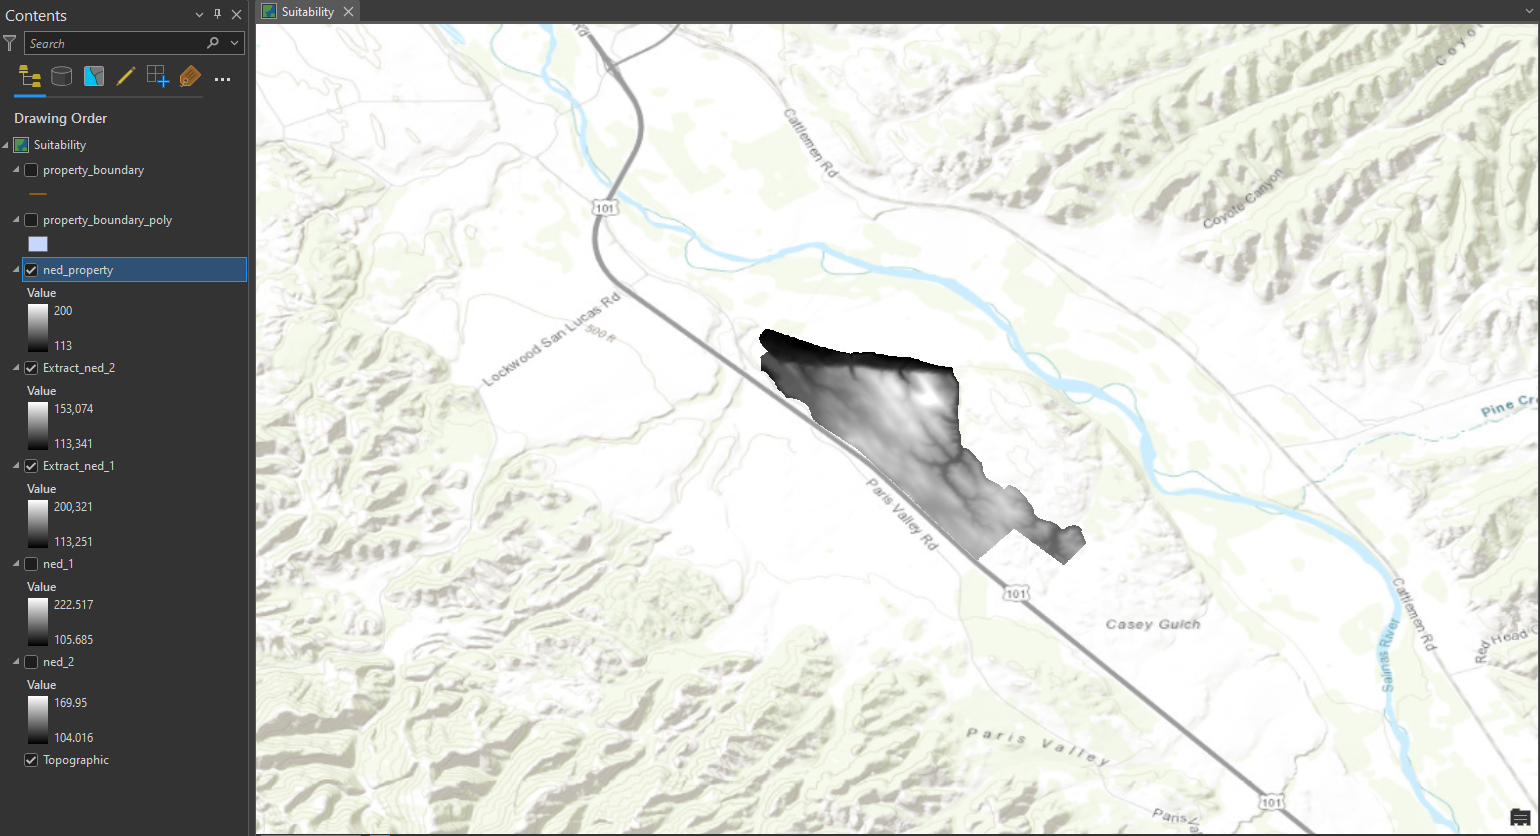 Contents
Search
Drawing Order
Suitability
property_boundary
property_boundary_poly
ned_property
Value
200
113
Extract_ned_2
Value
153,074
113,341
Extract_ned_1
Value
200,321
113,251
ned_1
Value
222.517
105.685
ned_2
Value
169.95
104.016
Topographic
Suitability
Rd
Coyo
Cattlemen Rd
Coyote Canyon
101
Lockwood San Lucas Rd
500 ft
Pine Cr
Paris Valley Rd
101
Casey Gulch
Cattlemen Rd
Red Head C
Salinas River
Paris Valley
101
Paris Va